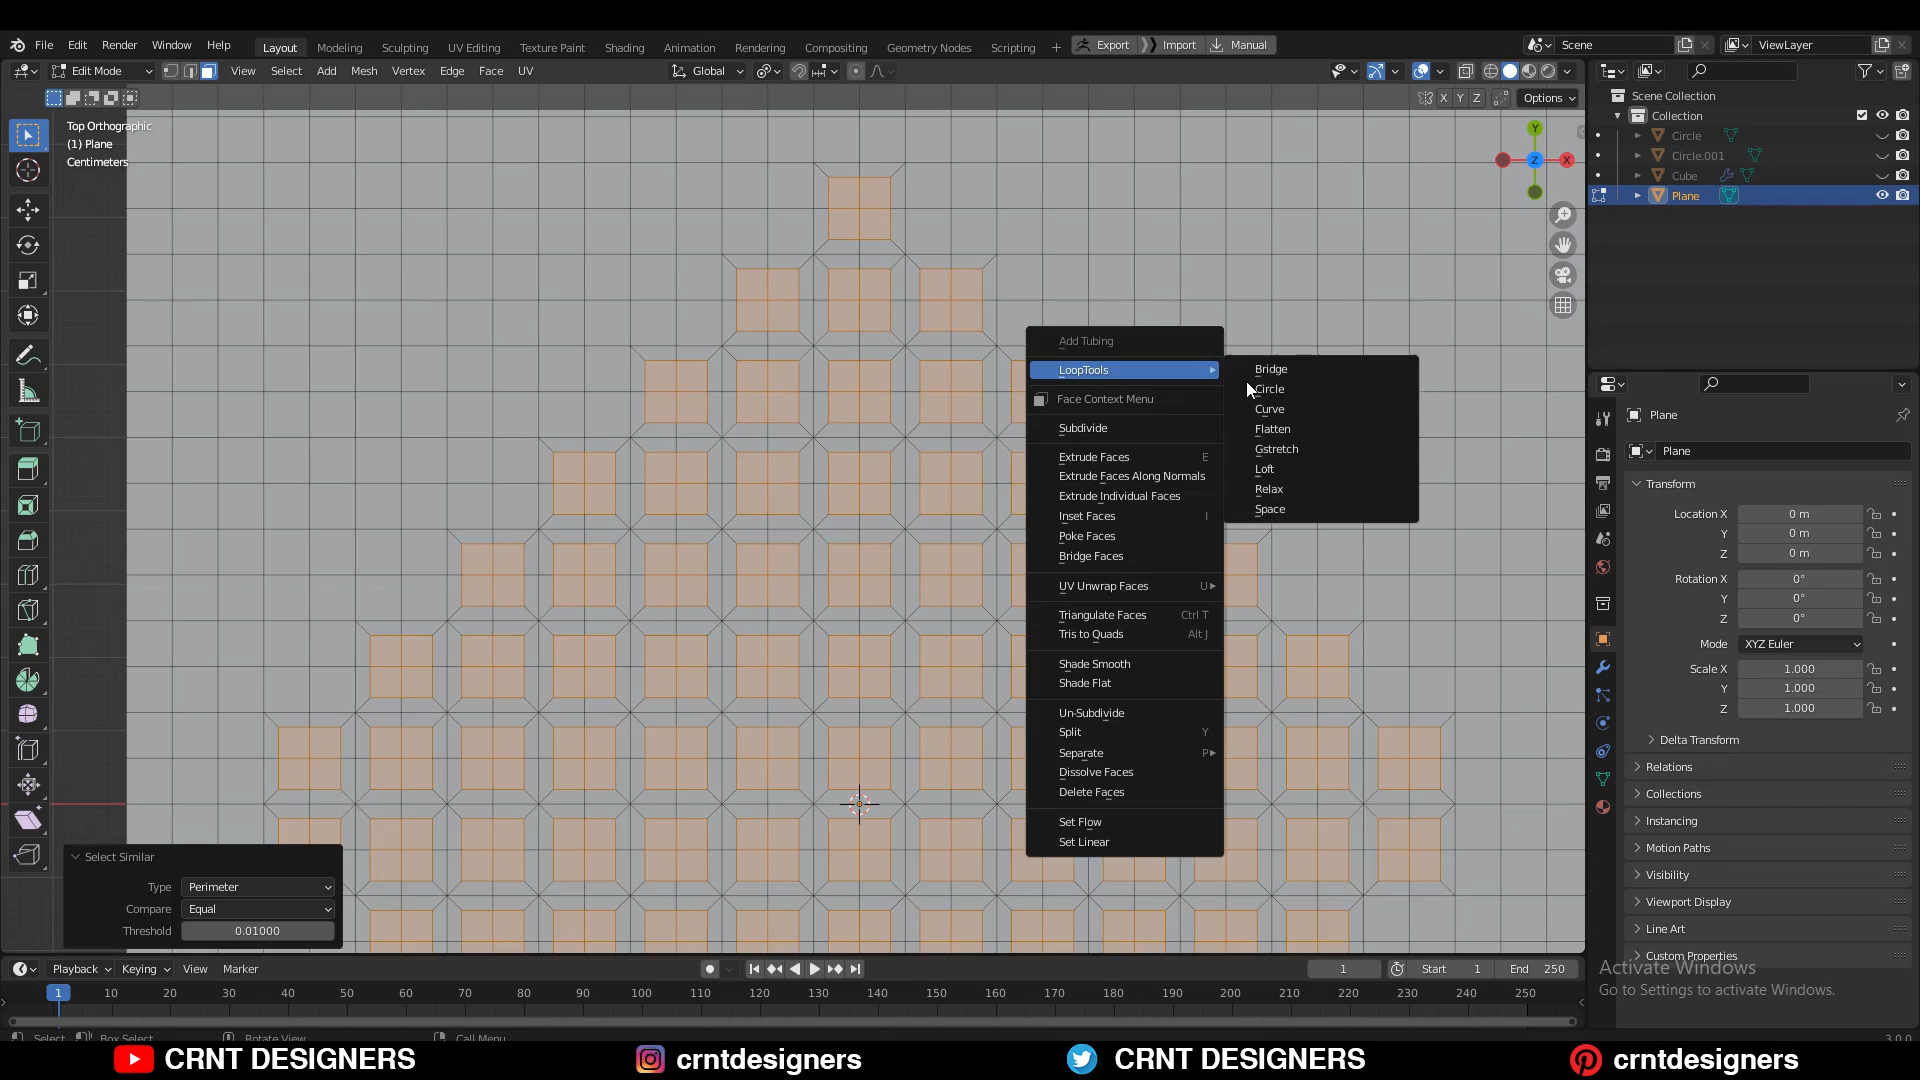 File Edit Render Window Help Layout Modeling Sculpting UV Editing Texture Paint Shading Animation Rendering Compositing Geometry Nodes Scripting + Export Import Manual Scene ViewLayer
Edit Mode View Select Add Mesh Vertex Edge Face UV Global
X Y Z Options
Top Orthographic
(1) Plane
Centimeters
Y
Z X
Scene Collection
Collection
Circle
Circle.001
Cube
Plane
Add Tubing
LoopTools
Face Context Menu
Subdivide
Extrude Faces E
Extrude Faces Along Normals
Extrude Individual Faces
Inset Faces I
Poke Faces
Bridge Faces
UV Unwrap Faces U
Triangulate Faces Ctrl T
Tris to Quads Alt J
Shade Smooth
Shade Flat
Un-Subdivide
Split Y
Separate P
Dissolve Faces
Delete Faces
Set Flow
Set Linear
Bridge
Circle
Curve
Flatten
Gstretch
Loft
Relax
Space
Plane
Plane
Transform
Location X 0 m
Y 0 m
Z 0 m
Rotation X 0°
Y 0°
Z 0°
Mode XYZ Euler
Scale X 1.000
Y 1.000
Z 1.000
Delta Transform
Relations
Collections
Instancing
Motion Paths
Visibility
Viewport Display
Line Art
Custom Properties
Activate Windows
Go to Settings to activate Windows.
Select Similar
Type Perimeter
Compare Equal
Threshold 0.01000
Playback Keying View Marker 1 Start 1 End 250
1 10 20 30 40 50 60 70 80 90 100 110 120 130 140 150 160 170 180 190 200 210 220 230 240 250
Select Box Select Rotate View Call Menu 3.0.0
CRNT DESIGNERS crntdesigners CRNT DESIGNERS crntdesigners